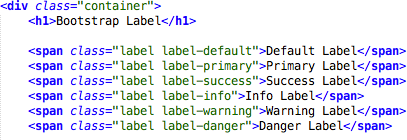 <div class="container">
<h1>Bootstrap Label</h1>
<span class="label label-default">Default Label</span>
<span class="label label-primary">Primary Label</span>
<span class="label label-success">Success Label</span>
<span class="label label-info">Info Label</span>
<span class="label label-warning">Warning Label</span>
<span class="label label-danger">Danger Label</span>